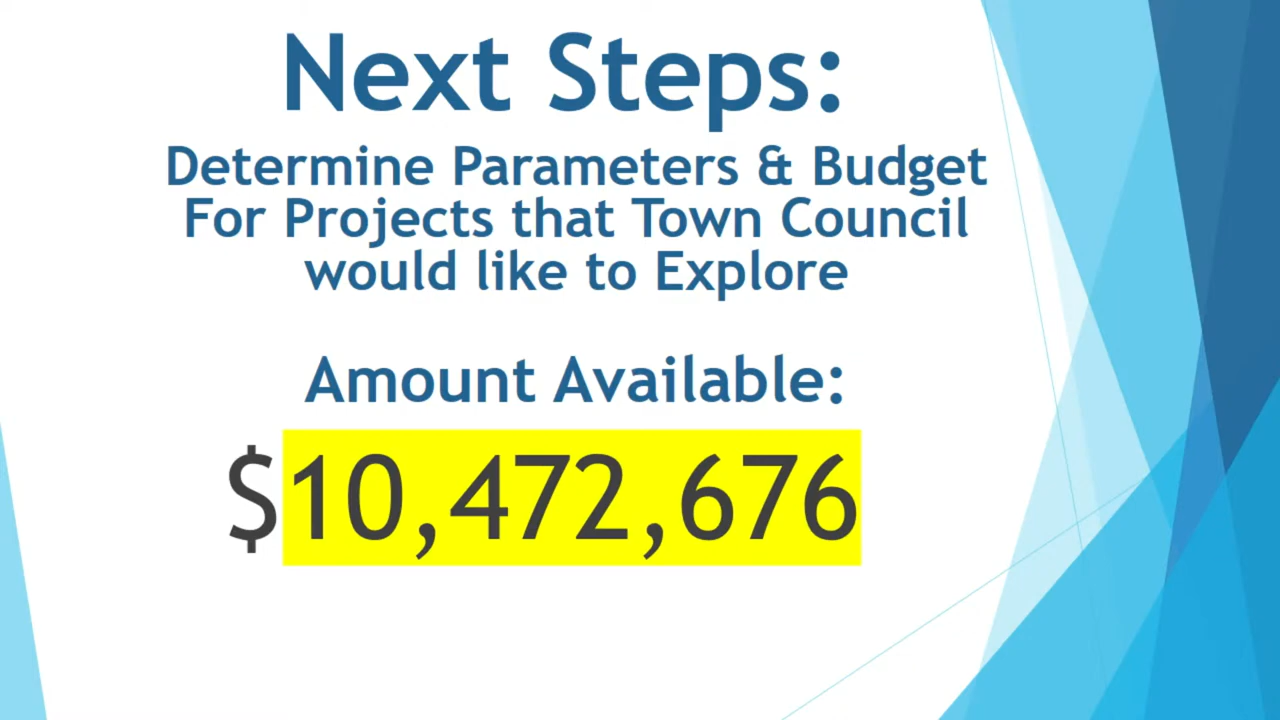 Next Steps:
Determine Parameters & Budget
For Projects that Town Council
would like to Explore
Amount Available:
$10,472,676